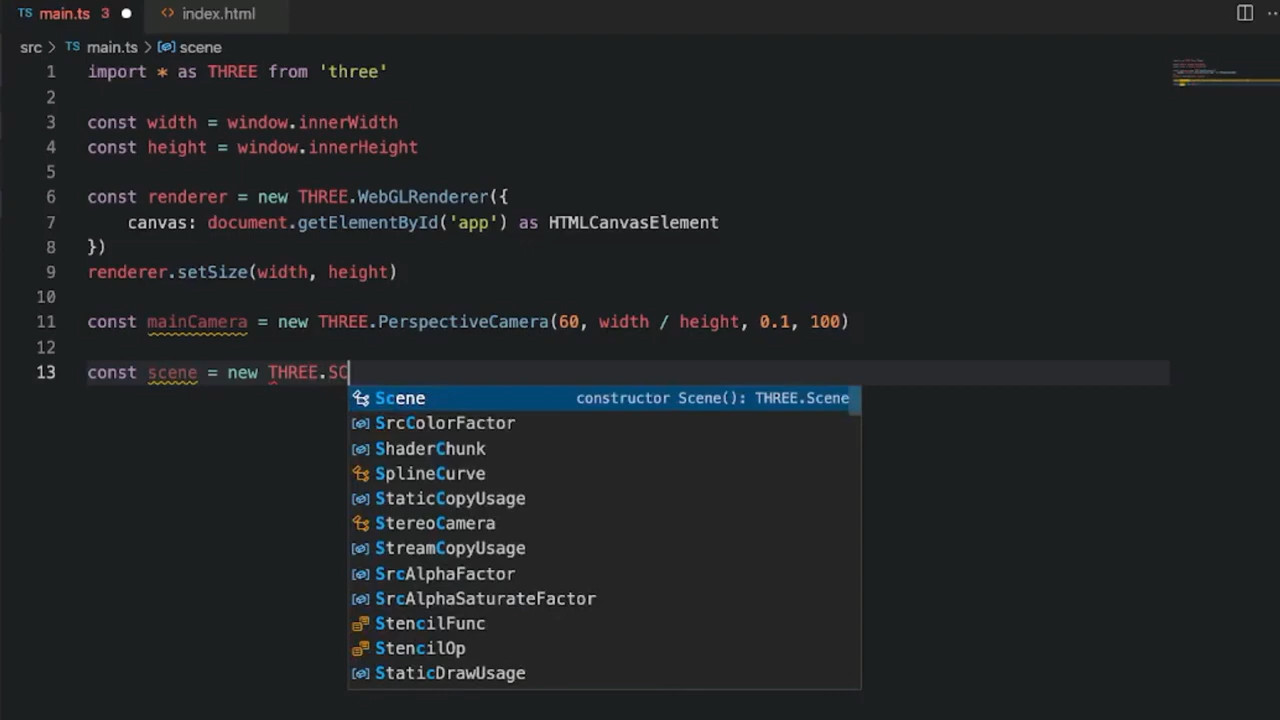 TS main.ts 3 ● <> index.html
src > TS main.ts > scene
1 import * as THREE from 'three'
2
3 const width = window.innerWidth
4 const height = window.innerHeight
5
6 const renderer = new THREE.WebGLRenderer({
7 canvas: document.getElementById('app') as HTMLCanvasElement
8 })
9 renderer.setSize(width, height)
10
11 const mainCamera = new THREE.PerspectiveCamera(60, width / height, 0.1, 100)
12
13 const scene = new THREE.SC
Scene constructor Scene(): THREE.Scene
SrcColorFactor
ShaderChunk
SplineCurve
StaticCopyUsage
StereoCamera
StreamCopyUsage
SrcAlphaFactor
SrcAlphaSaturateFactor
StencilFunc
StencilOp
StaticDrawUsage